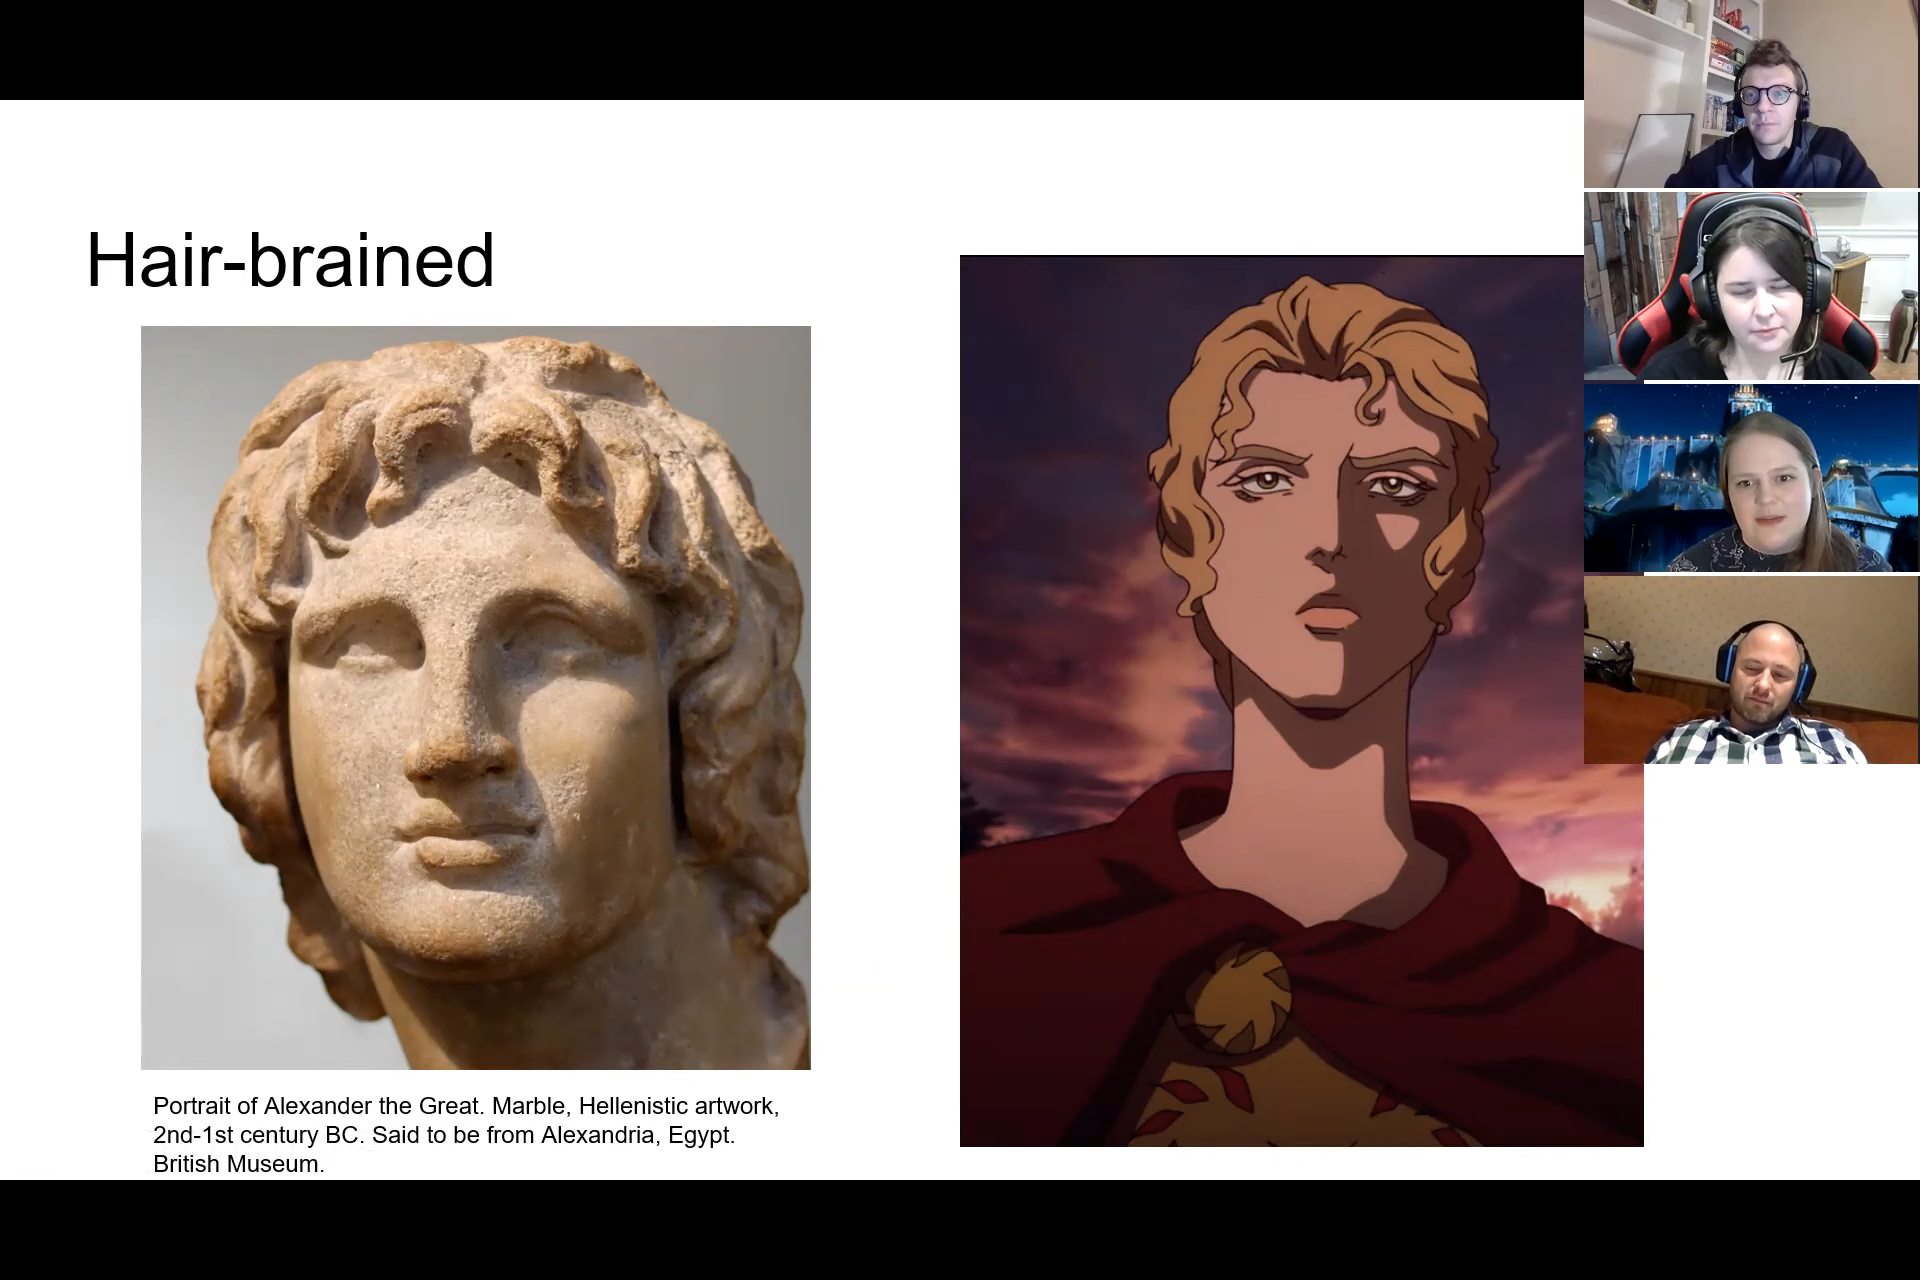 Hair-brained
Portrait of Alexander the Great. Marble, Hellenistic artwork,
2nd-1st century BC. Said to be from Alexandria, Egypt.
British Museum.